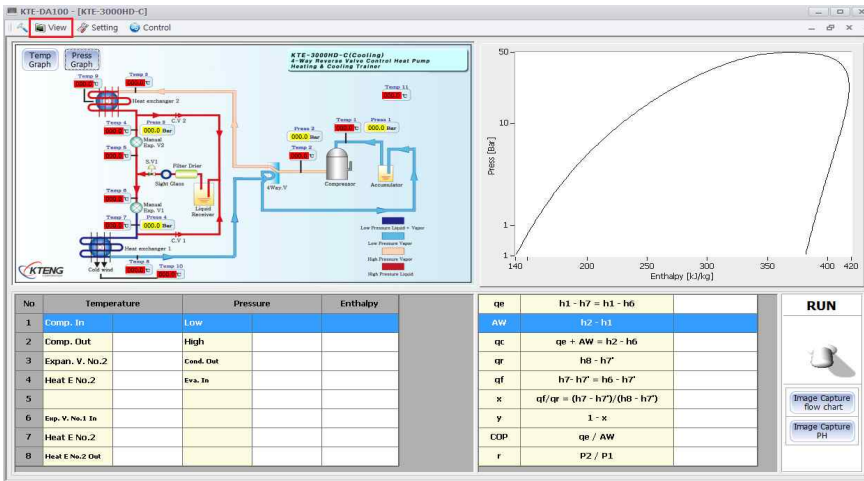 KTE-DA100 - [KTE-3000HD-C]
View Setting Control
Temp Graph
Press Graph
KTE-3000HD-C(Cooling)
4-Way Reverse Valve Control Heat Pump
Heating & Cooling Trainer
Temp 11
Heat exchanger 2
C.V 2
Temp 4
Press 3
000.0 Bar
Manual
Exp. V0
Temp 5
S.V1
Filter Drier
Sight Glass
Temp 6
Manual
Exp. V1
Liquid
Receiver
Temp 7
Press 4
000.0 Bar
C.V 1
Heat exchanger 1
Cold wind
Temp 10
Press 2
000.0 Bar
Temp 2
Temp 1
Press 1
000.0 Bar
4Way.V
Compressor
Accumulator
Low Pressure Liquid + Vapor
Low Pressure Vapor
High Pressure Vapor
High Pressure Liquid
KTENG
Press [Bar]
50
10
1
1
140 200 250 300 350 400 420
Enthalpy [kJ/kg]
No Temperature Pressure Enthalpy
1 Comp. In Low
2 Comp. Out High
3 Expan. V. No.2 Cond. Out
4 Heat E No.2 Eva. In
5
6 Exp. V. No.1 In
7 Heat E No.2
8 Heat E No.2 Out
qe h1 - h7 = h1 - h6
AW h2 - h1
qc qe + AW = h2 - h6
qr h8 - h7'
qf h7- h7' = h6 - h7'
x qf/qr = (h7 - h7')/(h8 - h7')
y 1 - x
COP qe / AW
r P2 / P1
RUN
Image Capture
flow chart
Image Capture
PH